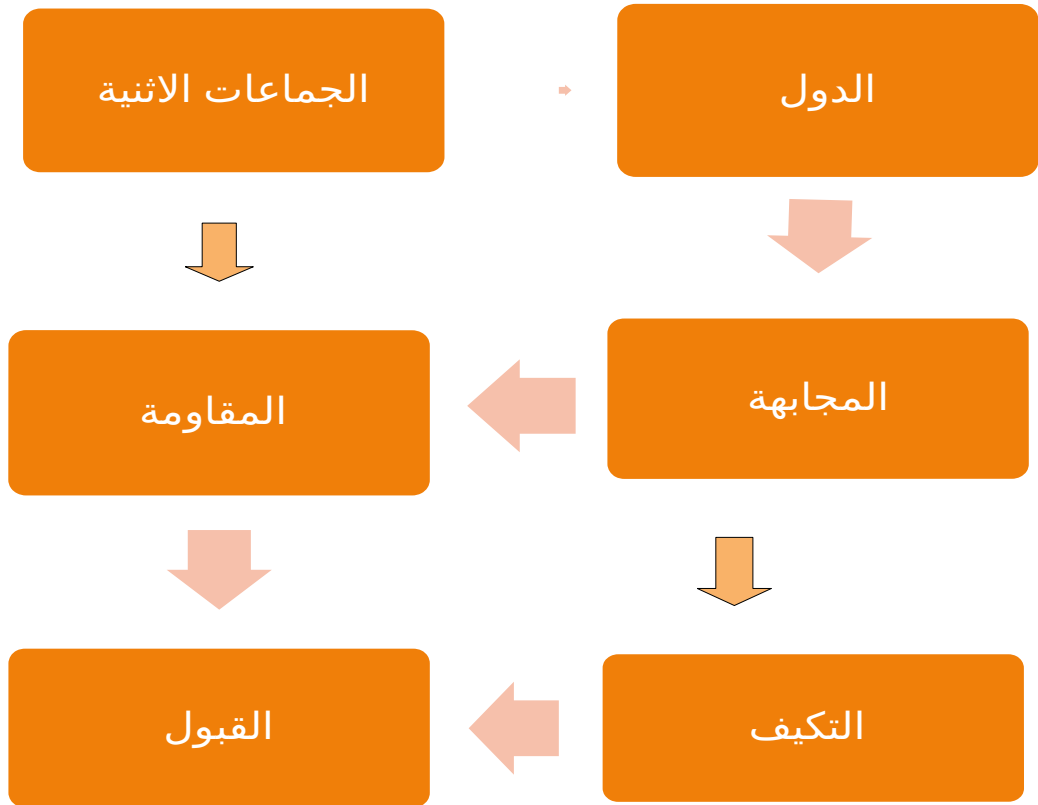 الدول
الجماعات الاثنية
المجابهة
المقاومة
التكيف
القبول